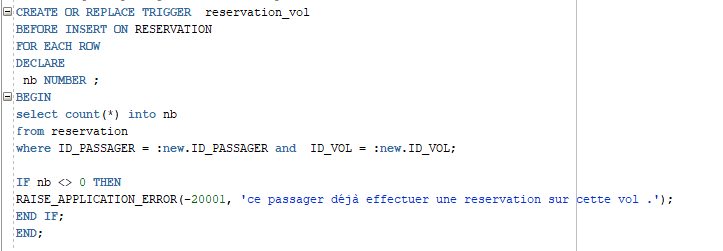 CREATE OR REPLACE TRIGGER  reservation_vol
BEFORE INSERT ON RESERVATION
FOR EACH ROW
DECLARE
 nb NUMBER ;
BEGIN
select count(*) into nb
from reservation
where ID_PASSAGER = :new.ID_PASSAGER and  ID_VOL = :new.ID_VOL;
IF nb <> 0 THEN
RAISE_APPLICATION_ERROR(-20001, 'ce passager déjà effectuer une reservation sur cette vol .');
END IF;
END;